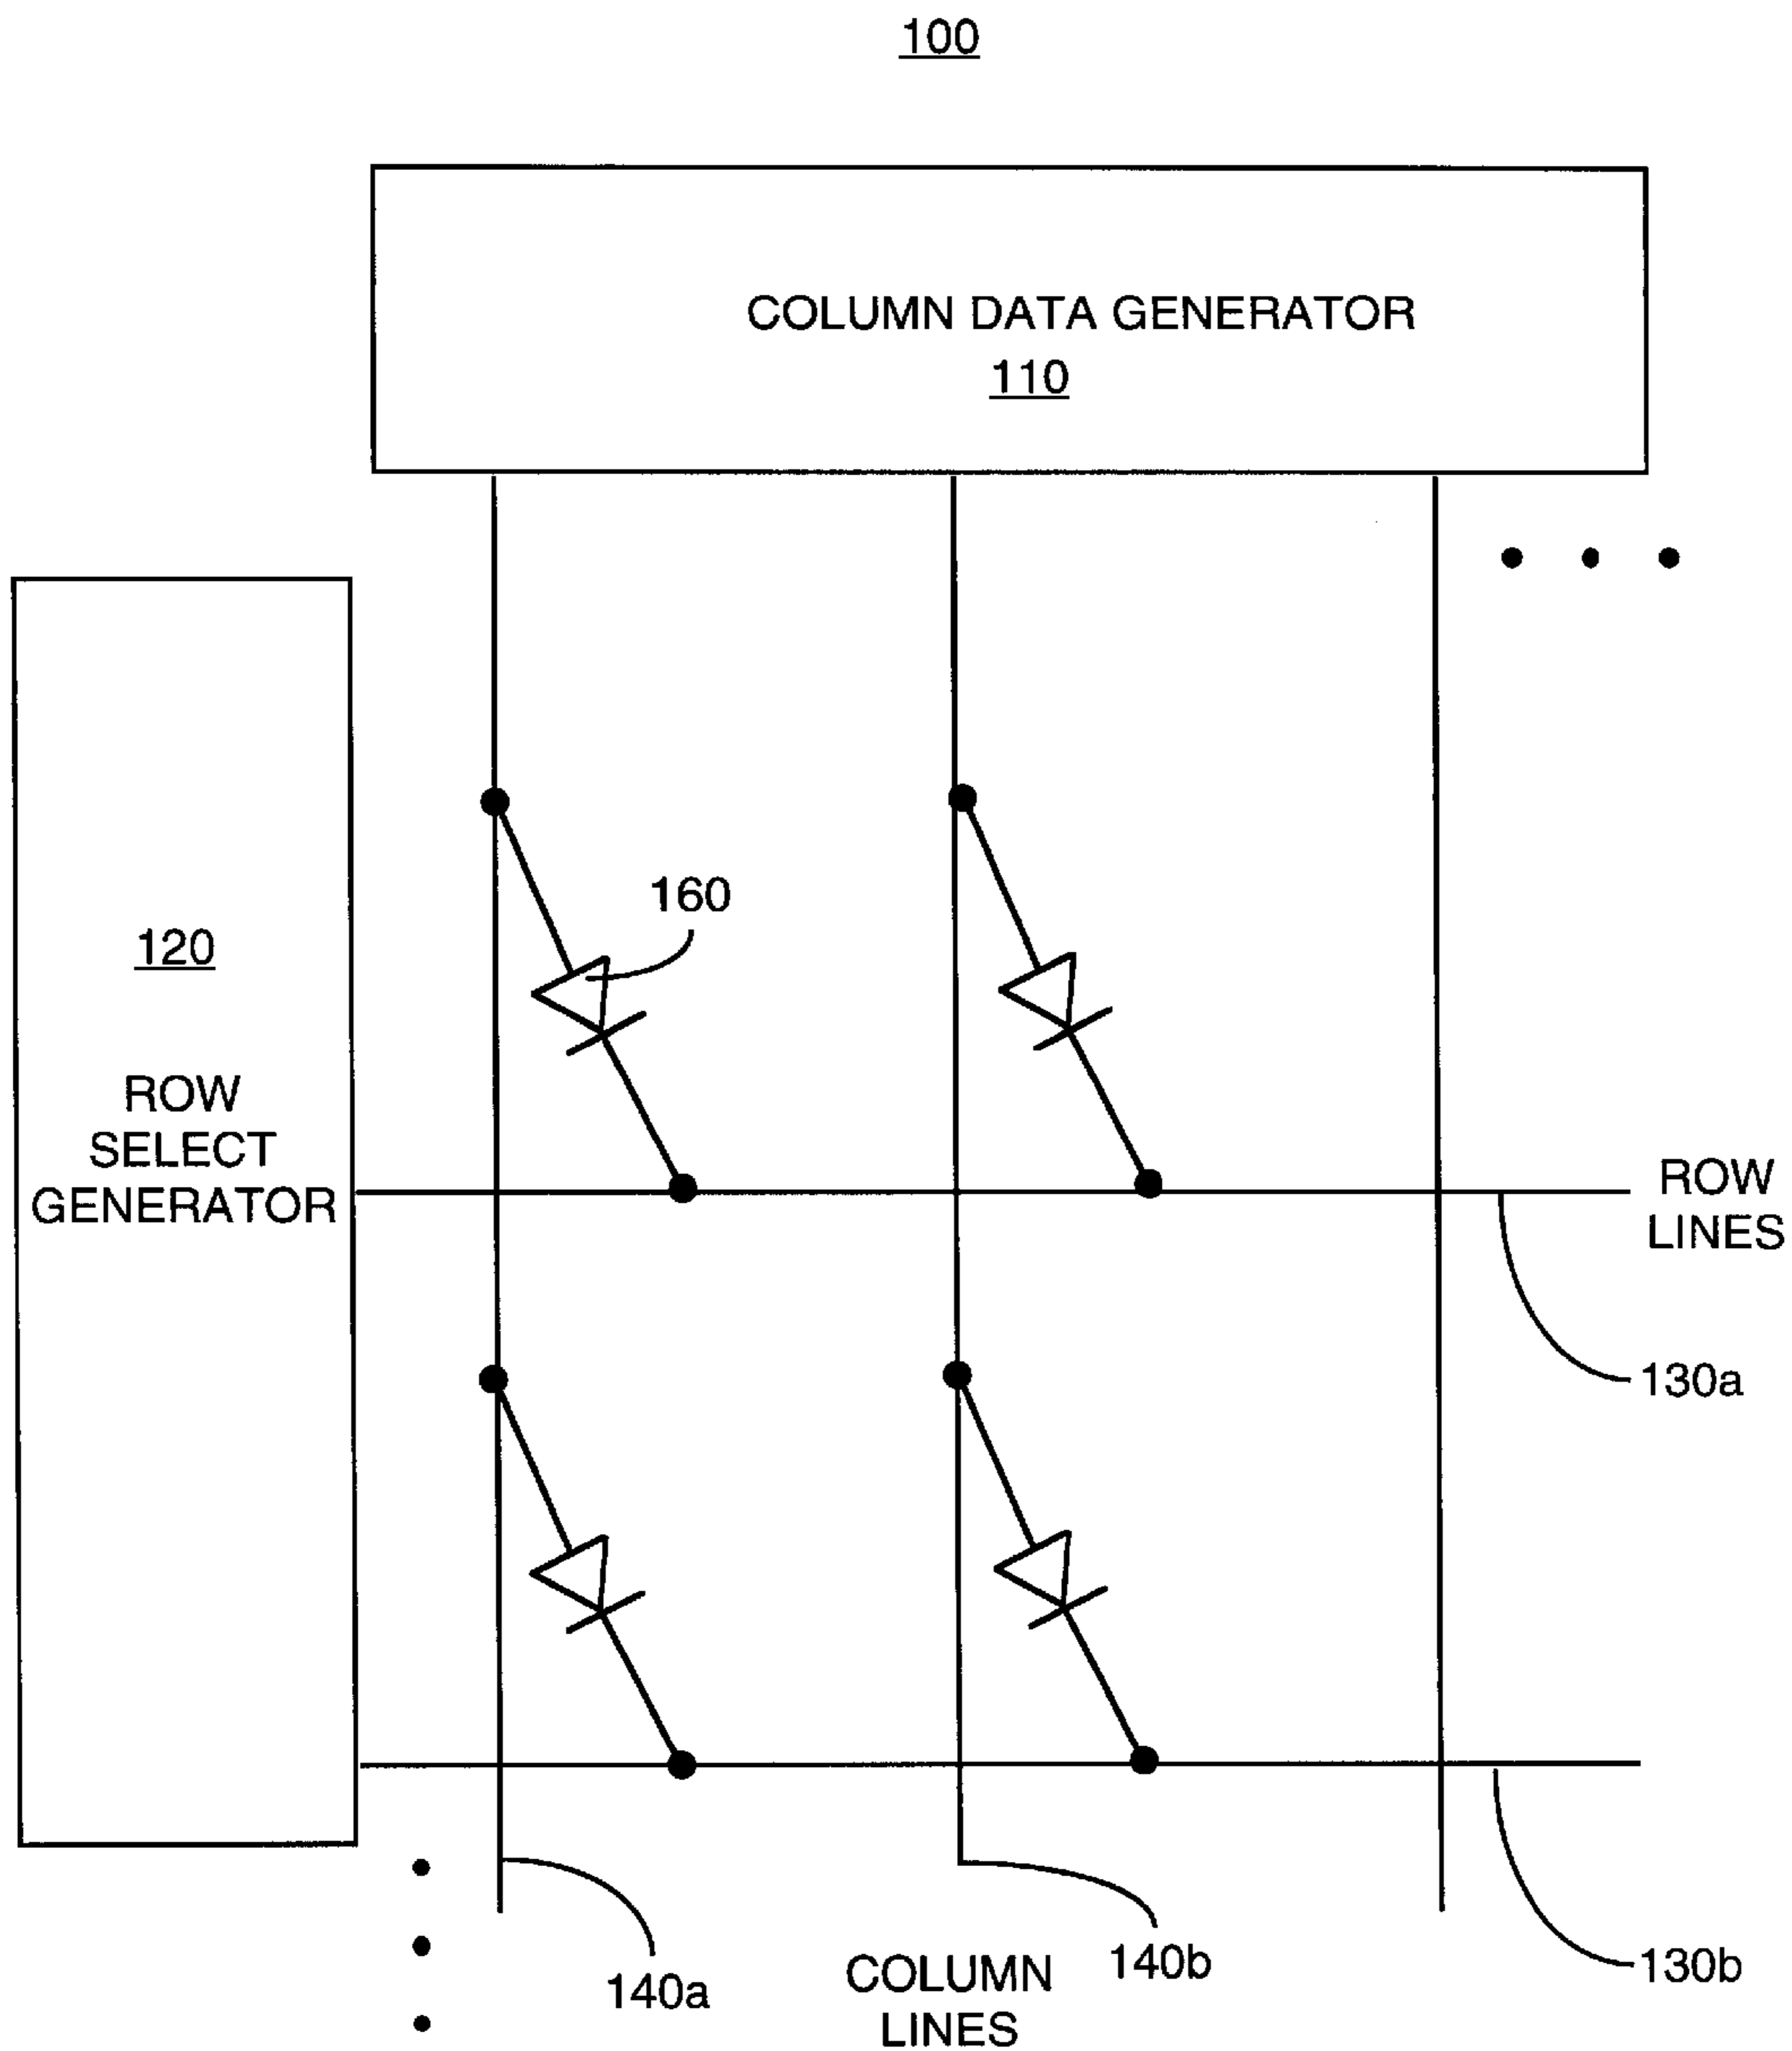 100
COLUMN DATA GENERATOR
110
160
120
ROW
SELECT
GENERATOR
ROW
LINES
130a
140a
COLUMN
LINES
140b
130b